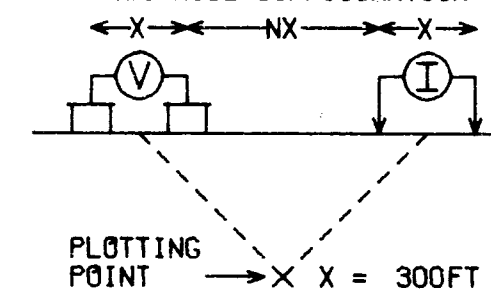 X NX X
V I
PLOTTING
POINT X X = 300FT